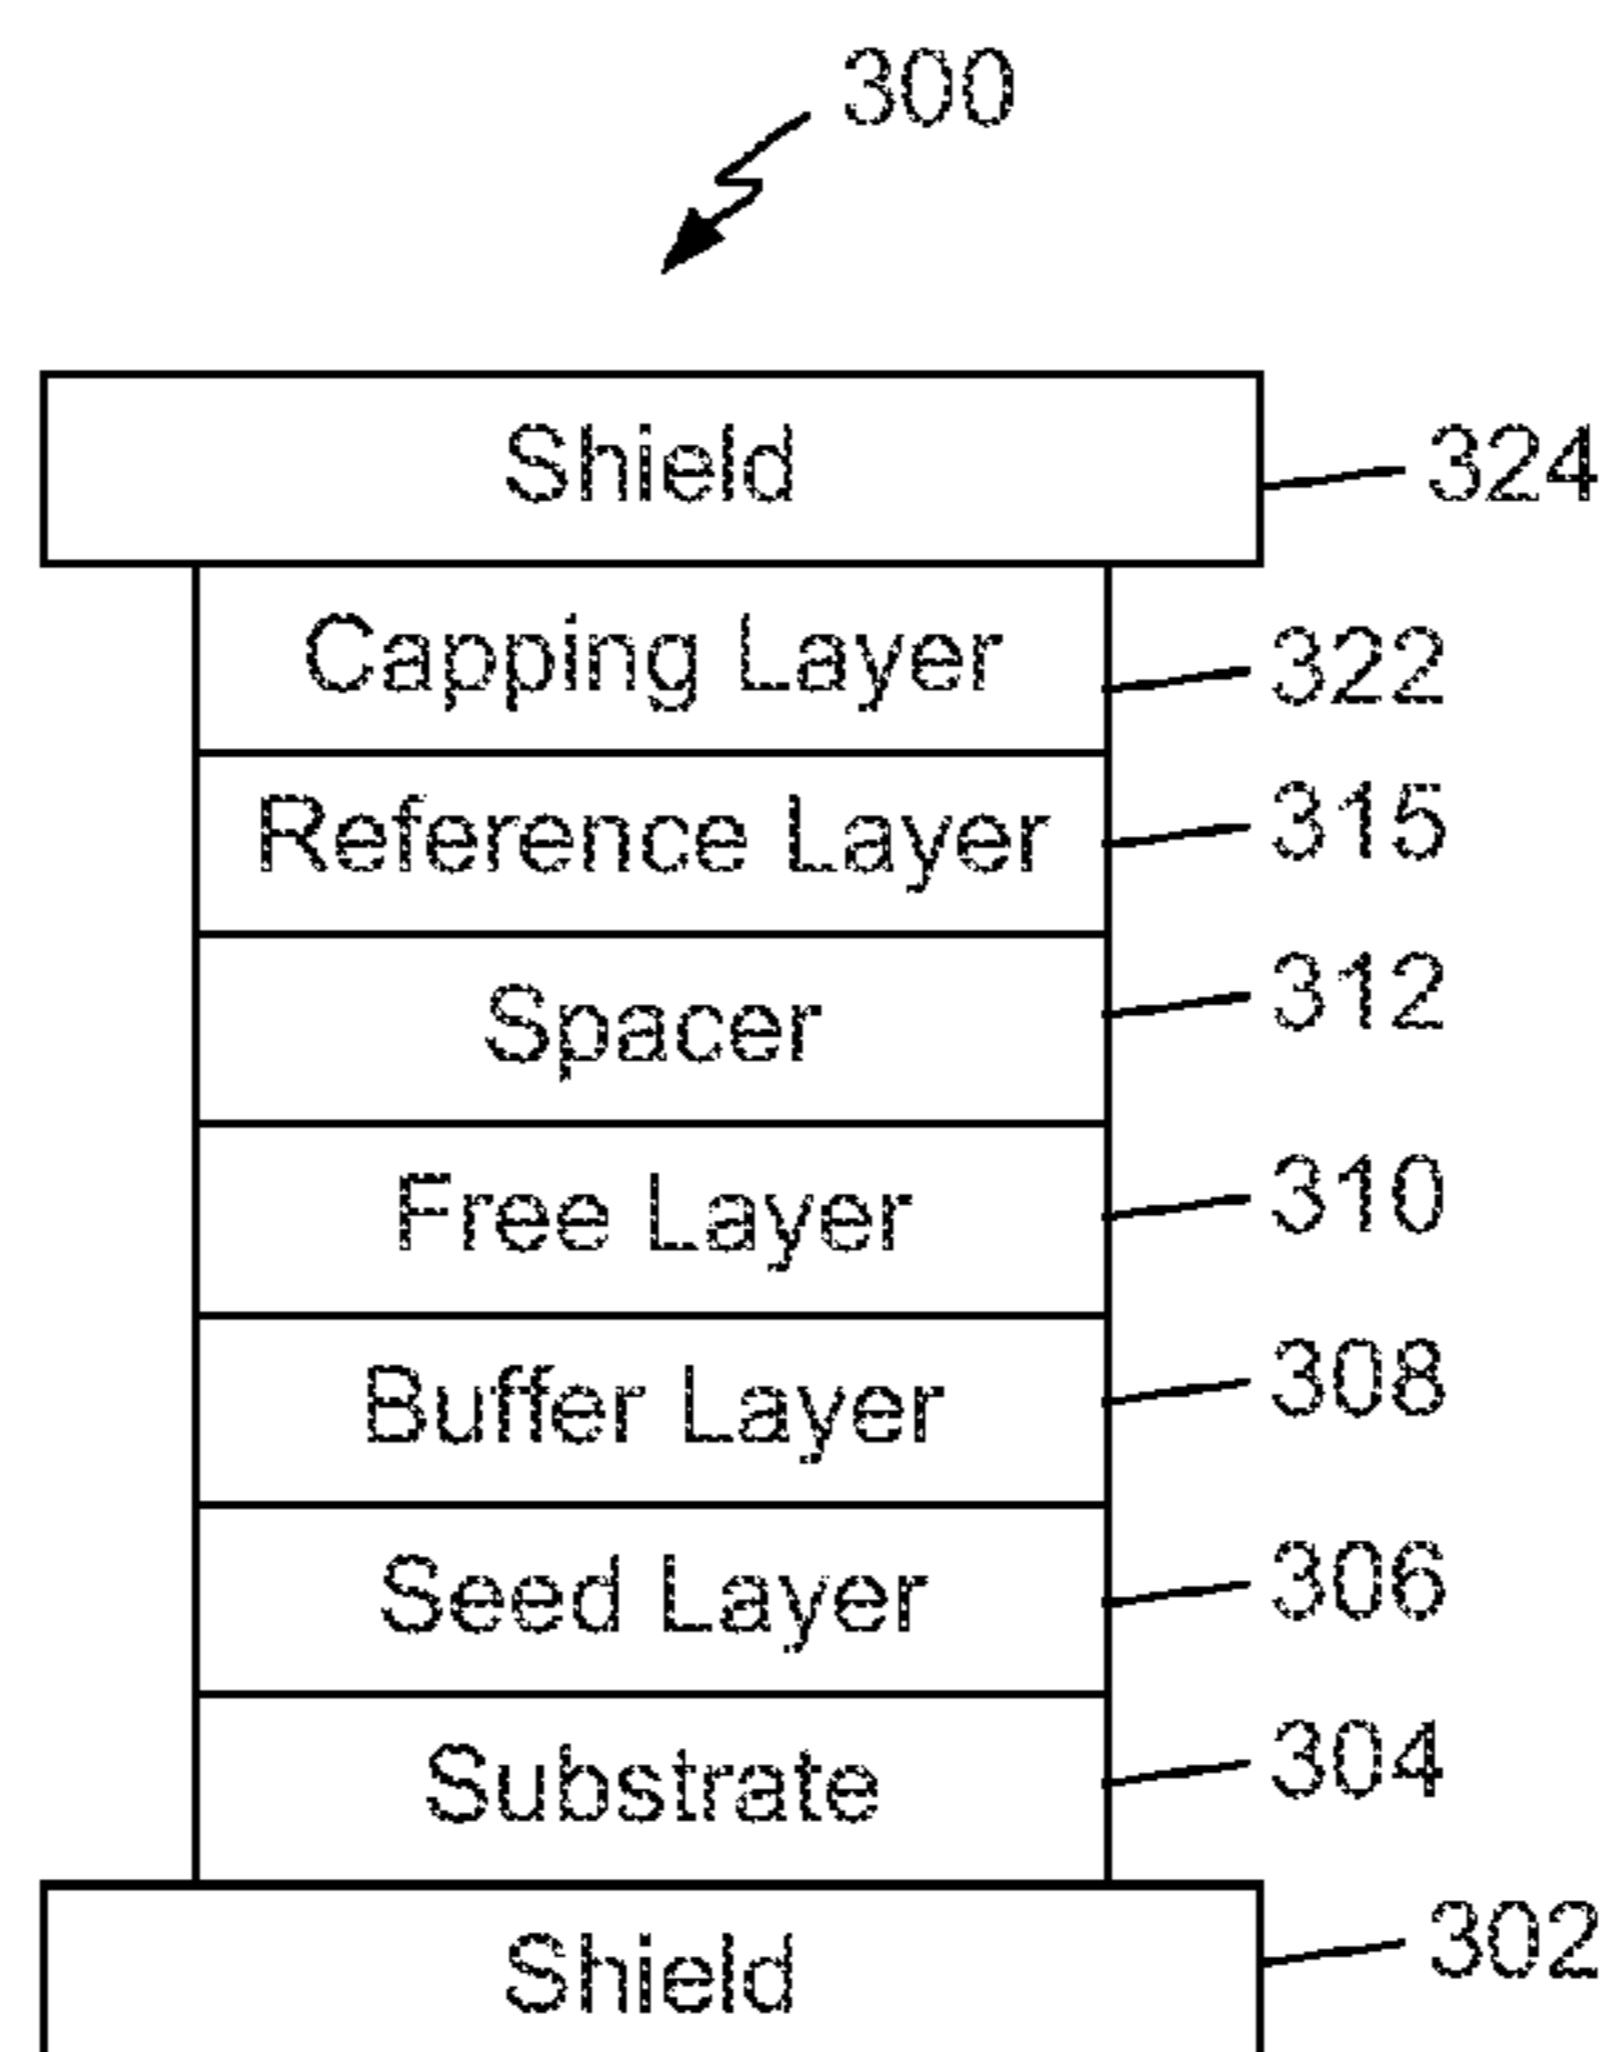 300
Shield 324
Capping Layer 322
Reference Layer 315
Spacer 312
Free Layer 310
Buffer Layer 308
Seed Layer 306
Substrate 304
Shield 302